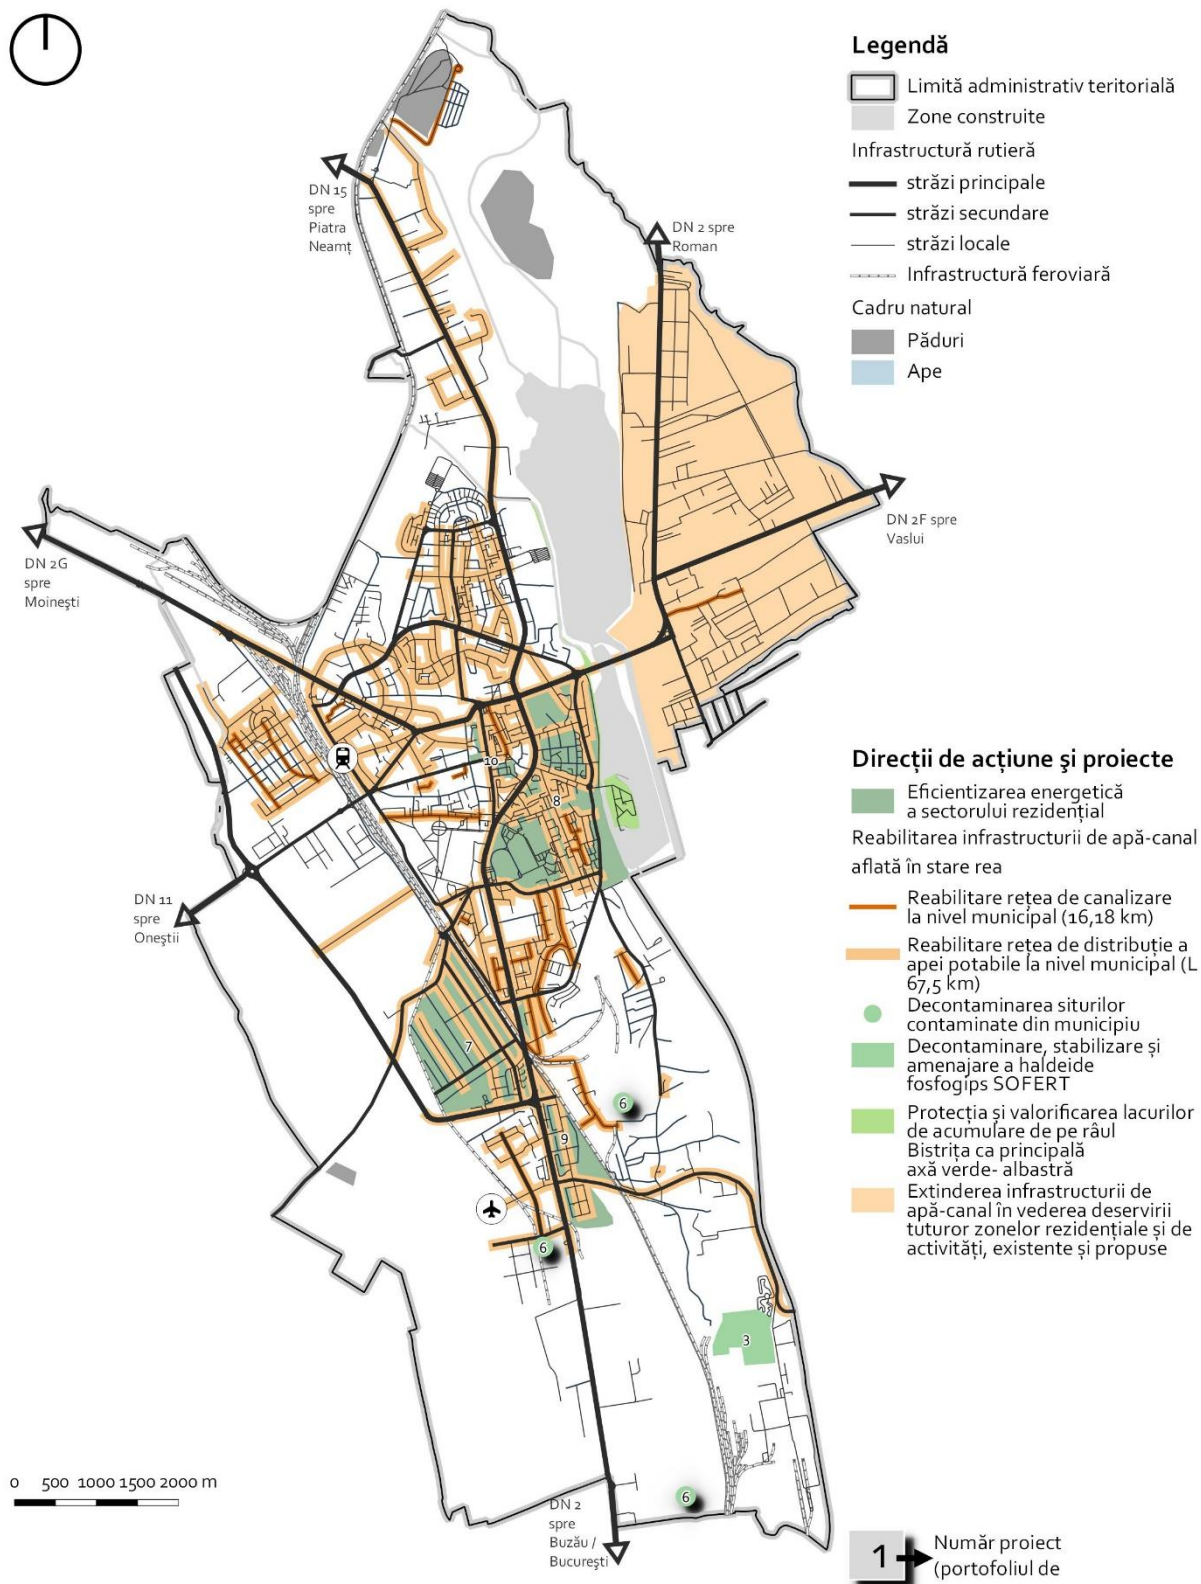 Legendă
Limită administrativ teritorială
Zone construite
Infrastructură rutieră
străzi principale
străzi secundare
străzi locale
Infrastructură feroviară
Cadru natural
Păduri
Ape
DN 15
spre
Piatra
Neamț
DN 2 spre
Roman
DN 2F spre
Vaslui
DN 2G
spre
Moinești
DN 11
spre
Oneștii
10
8
7
9
6
6
3
6
DN 2
spre
Buzău /
București
0 500 1000 1500 2000 m
Direcții de acțiune și proiecte
Eficientizarea energetică
a sectorului rezidențial
Reabilitarea infrastructurii de apă-canal
aflată în stare rea
Reabilitare rețea de canalizare
la nivel municipal (16,18 km)
Reabilitare rețea de distribuție a
apei potabile la nivel municipal (L
67,5 km)
Decontaminarea siturilor
contaminate din municipiu
Decontaminare, stabilizare și
amenajare a haldeide
fosfogips SOFERT
Protecția și valorificarea lacurilor
de acumulare de pe râul
Bistrița ca principală
axă verde- albastră
Extinderea infrastructurii de
apă-canal în vederea deservirii
tuturor zonelor rezidențiale și de
activități, existente și propuse
1
Număr proiect
(portofoliul de